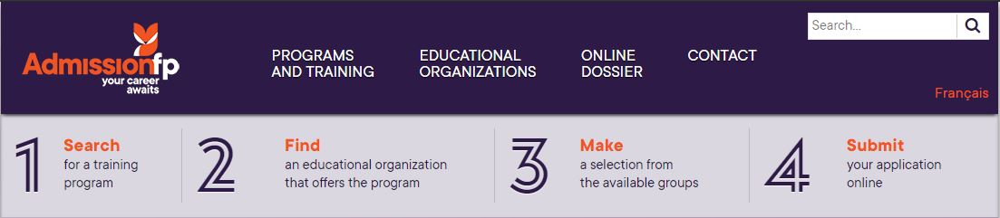 Admissionfp
your career
awaits
PROGRAMS
AND TRAINING
EDUCATIONAL
ORGANIZATIONS
ONLINE
DOSSIER
CONTACT
Search...
Français
1
Search
for a training
program
2
Find
an educational organization
that offers the program
3
Make
a selection from
the available groups
4
Submit
your application
online